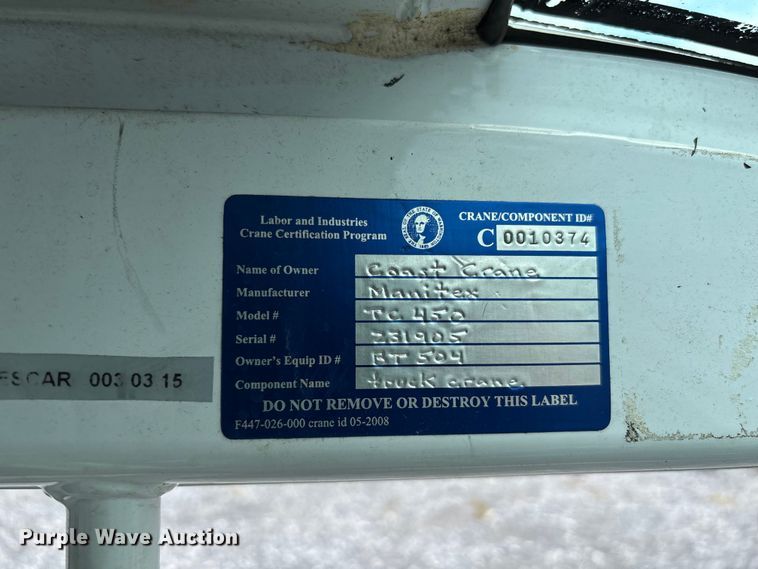 Labor and Industries
Crane Certification Program
CRANE/COMPONENT ID#
C 0010374
Name of Owner Coast Crane
Manufacturer Manitex
Model # TC 450
Serial # 231905
Owner's Equip ID # BT 504
Component Name truck crane
DO NOT REMOVE OR DESTROY THIS LABEL
F447-026-000 crane id 05-2008
ESCAR 003 03 15
Purple Wave Auction